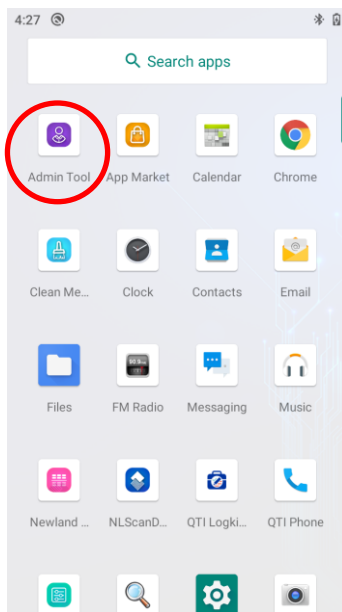 4:27
Search apps
Admin Tool App Market Calendar Chrome
Clean Me... Clock Contacts Email
Files FM Radio Messaging Music
Newland ... NLScanD... QTI Logki... QTI Phone